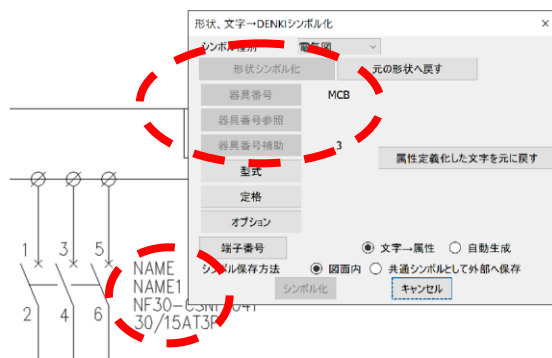 形状、文字→DENKIシンボル化
シンボル種別 電気図
形状シンボル化 元の形状へ戻す
器具番号 MCB
器具番号参照
器具番号補助 3
属性定義化した文字を元に戻す
型式
定格
オプション
端子番号 文字→属性 自動生成
シンボル保存方法 図面内 共通シンボルとして外部へ保存
シンボル化 キャンセル
1 3 5
2 4 6
NAME
NAME1
30/15AT3P